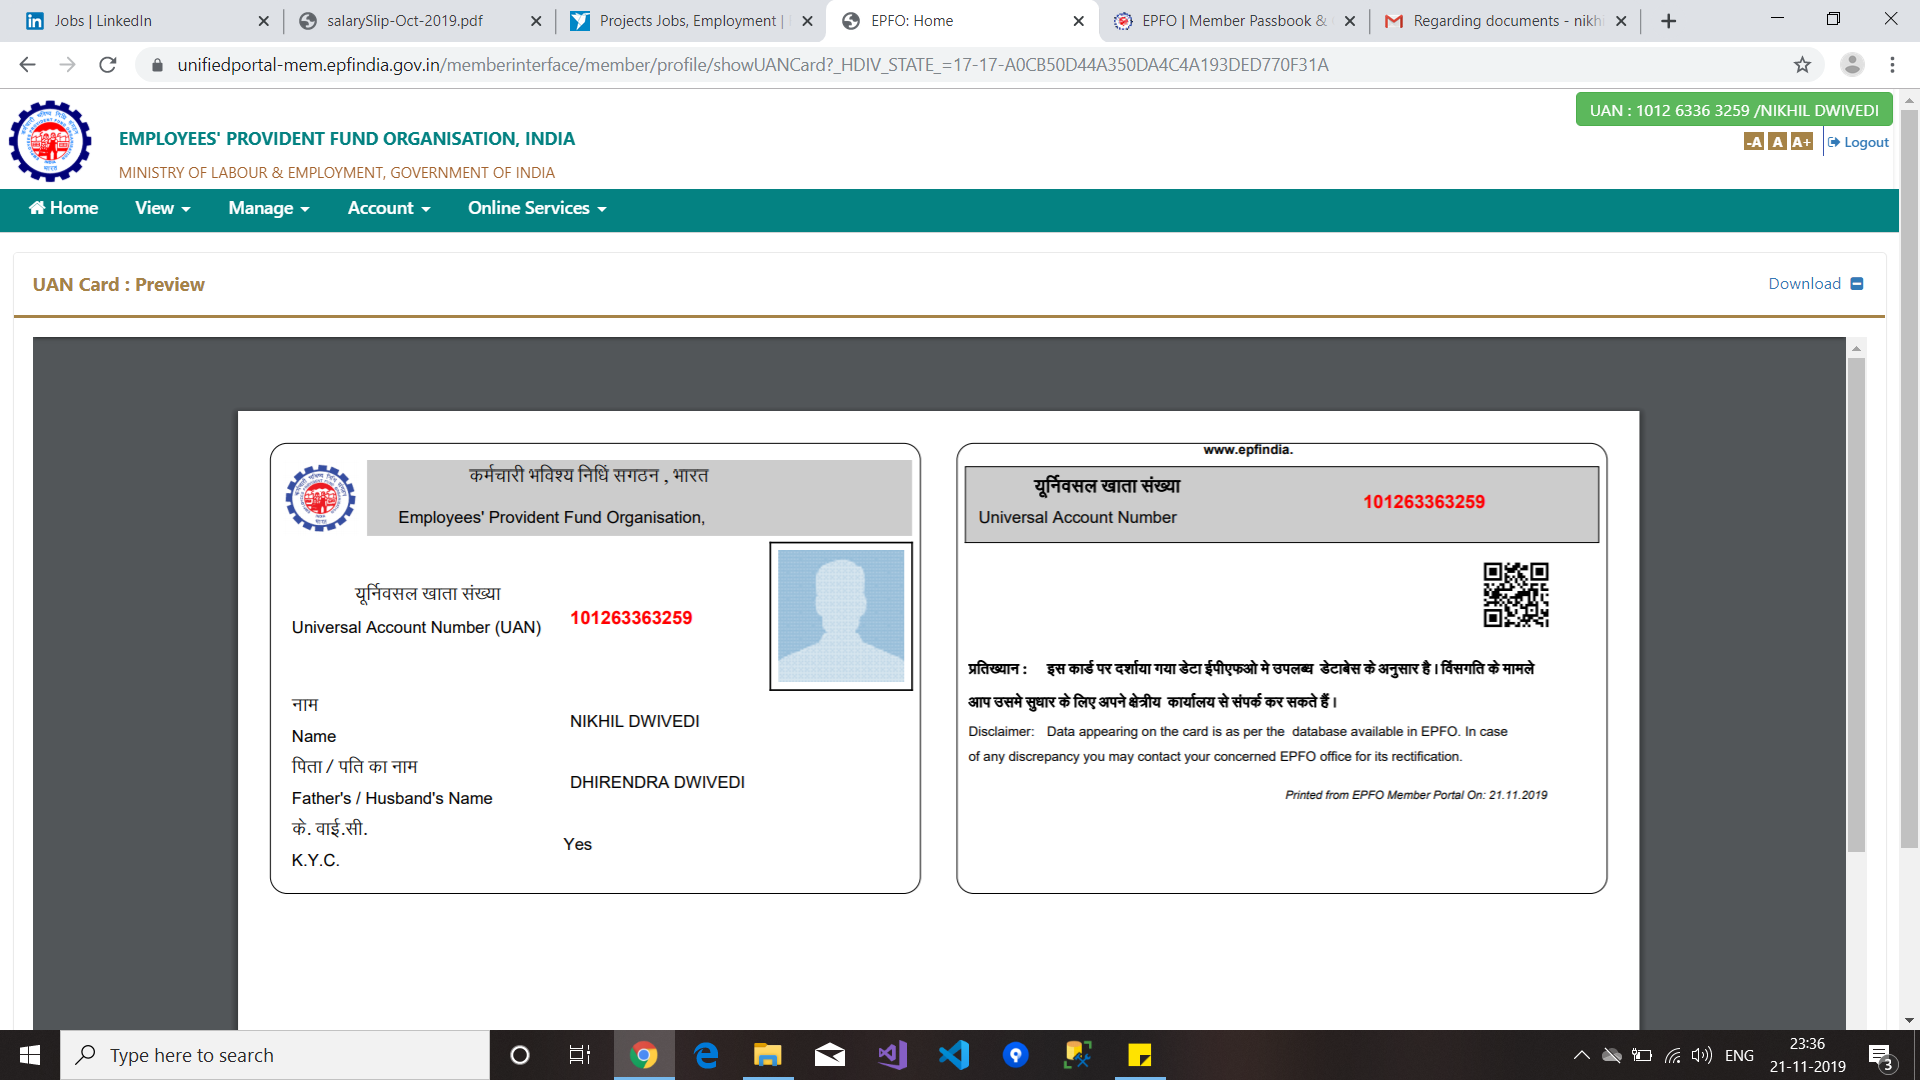 Jobs | LinkedIn
salarySlip-Oct-2019.pdf
Projects Jobs, Employment |
EPFO: Home
EPFO | Member Passbook &
Regarding documents - nikhi
unifiedportal-mem.epfindia.gov.in/memberinterface/member/profile/showUANCard?_HDIV_STATE_=17-17-A0CB50D44A350DA4C4A193DED770F31A
UAN : 1012 6336 3259 /NIKHIL DWIVEDI
EMPLOYEES' PROVIDENT FUND ORGANISATION, INDIA
-A A A+ Logout
MINISTRY OF LABOUR & EMPLOYMENT, GOVERNMENT OF INDIA
Home View Manage Account Online Services
UAN Card : Preview
Download
कर्मचारी भविश्य निधि सगठन , भारत
Employees' Provident Fund Organisation,
यूर्निवसल खाता संख्या
Universal Account Number (UAN)
101263363259
नाम
Name
NIKHIL DWIVEDI
पिता / पति का नाम
Father's / Husband's Name
DHIRENDRA DWIVEDI
के. वाई.सी.
K.Y.C.
Yes
www.epfindia.
यूर्निवसल खाता संख्या
Universal Account Number
101263363259
प्रतिख्यान : इस कार्ड पर दर्शाया गया डेटा ईपीएफओ मे उपलब्ध डेटाबेस के अनुसार है । विंसगति के मामले
आप उसमे सुधार के लिए अपने क्षेत्रीय कार्यालय से संपर्क कर सकते हैं ।
Disclaimer: Data appearing on the card is as per the database available in EPFO. In case
of any discrepancy you may contact your concerned EPFO office for its rectification.
Printed from EPFO Member Portal On: 21.11.2019
Type here to search
ENG
23:36
21-11-2019
3